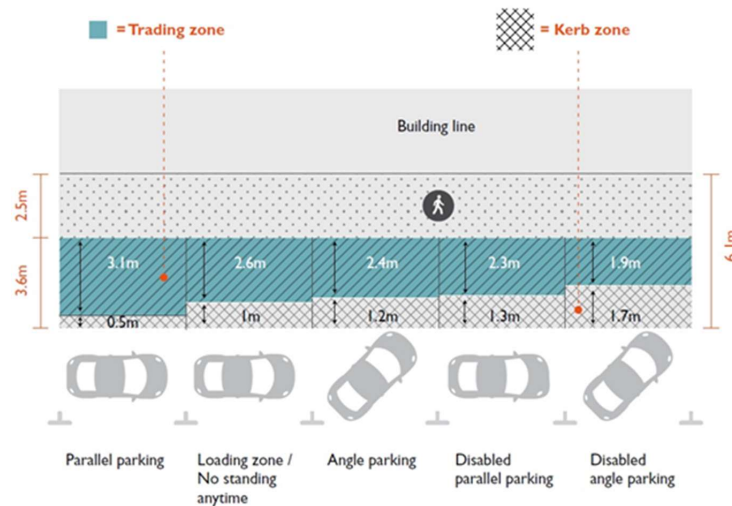 = Trading zone
= Kerb zone
Building line
2.5m
3.6m
6.1m
3.1m
2.6m
2.4m
2.3m
1.9m
0.5m
1m
1.2m
1.3m
1.7m
Parallel parking
Loading zone /
No standing
anytime
Angle parking
Disabled
parallel parking
Disabled
angle parking